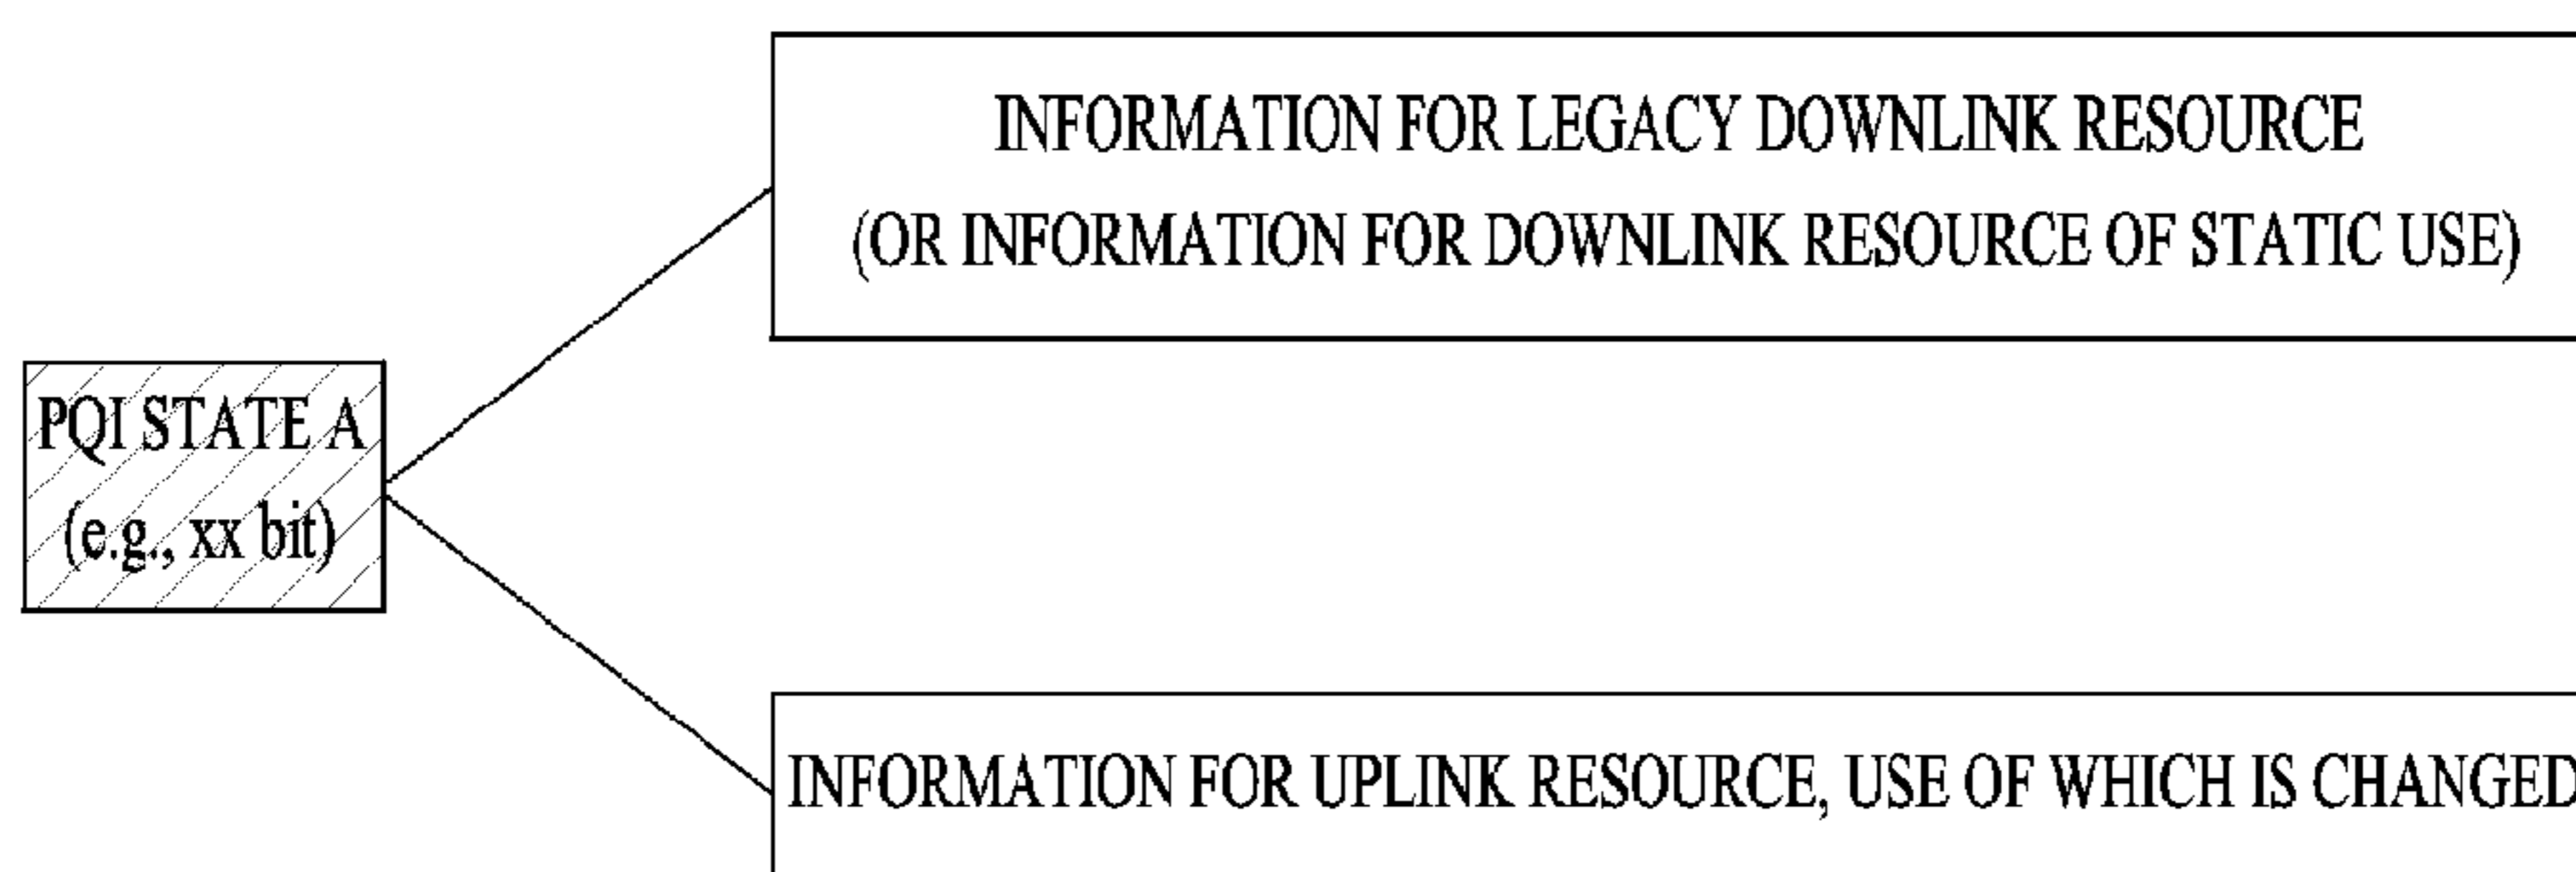 INFORMATION FOR LEGACY DOWNLINK RESOURCE
(OR INFORMATION FOR DOWNLINK RESOURCE OF STATIC USE)
PQI STATE A
(e.g., xx bit)
INFORMATION FOR UPLINK RESOURCE, USE OF WHICH IS CHANGED